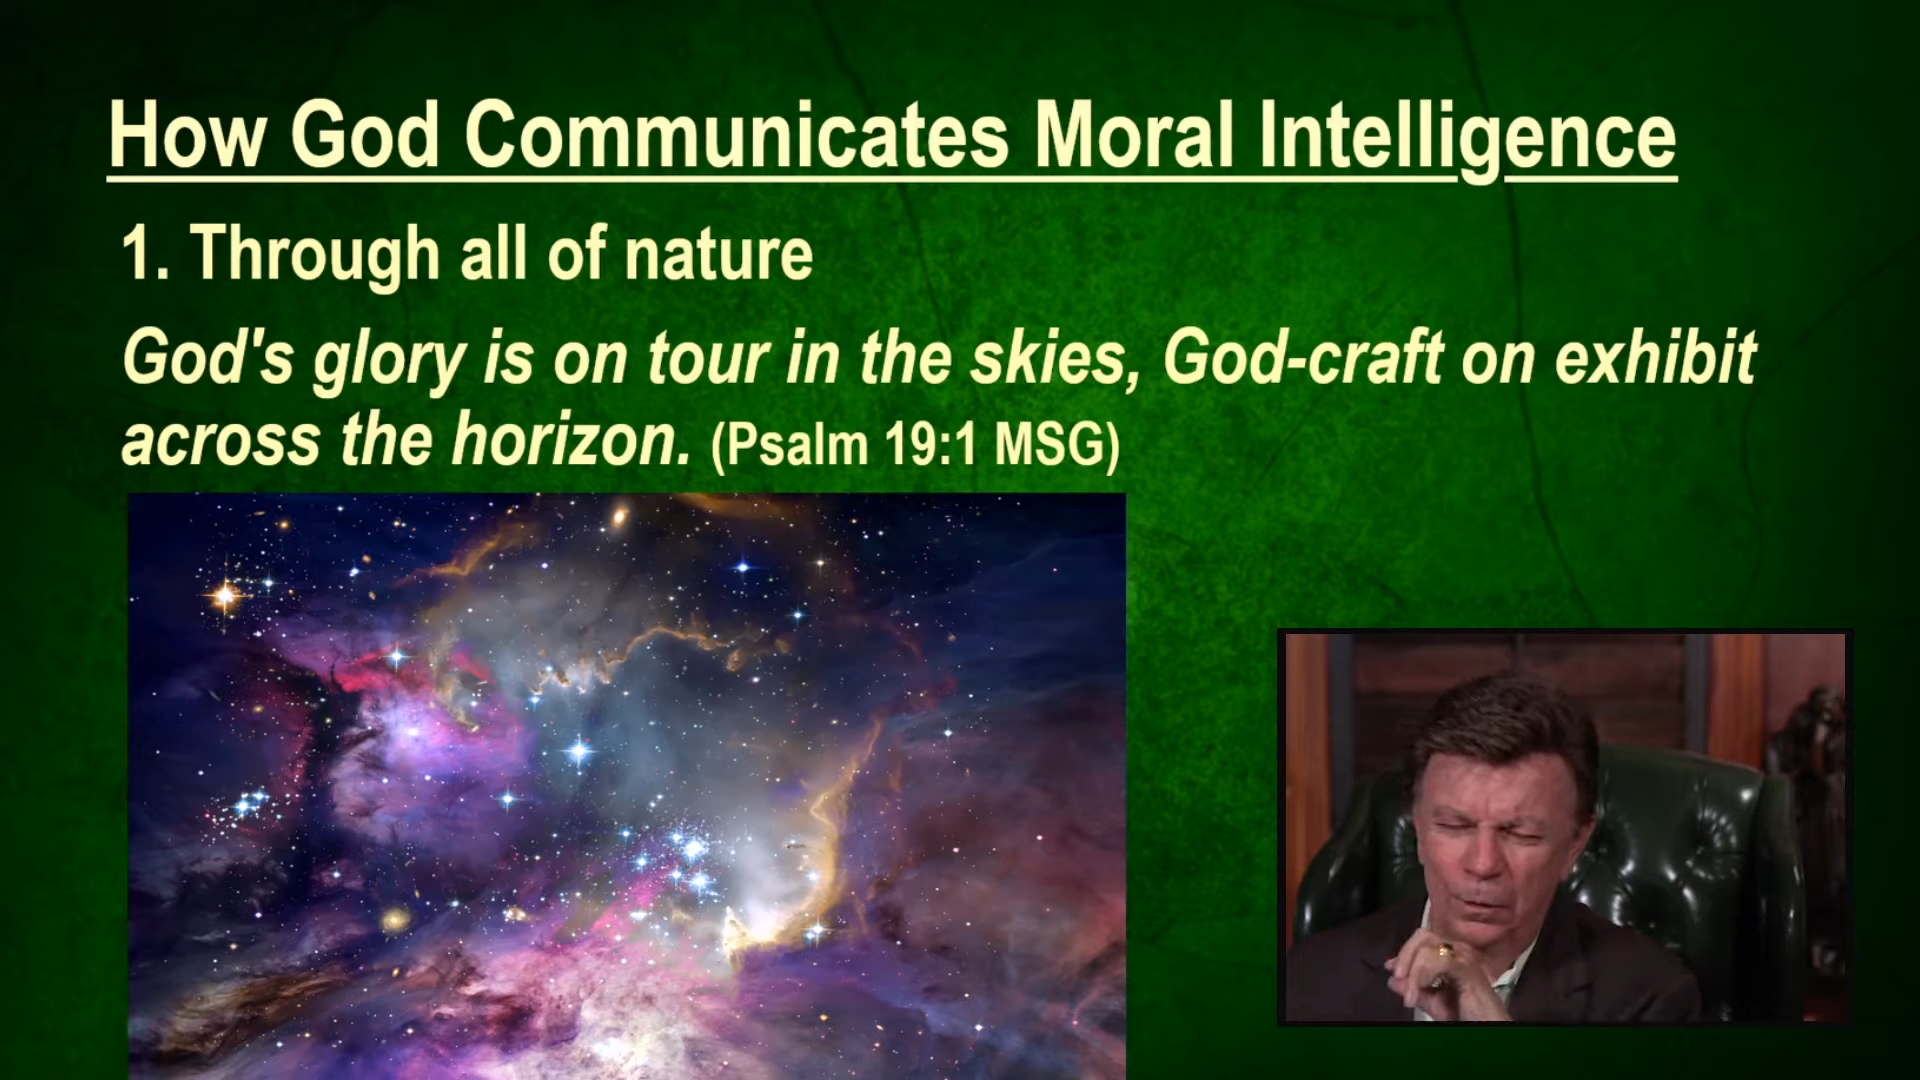 How God Communicates Moral Intelligence
1. Through all of nature
God's glory is on tour in the skies, God-craft on exhibit
across the horizon. (Psalm 19:1 MSG)